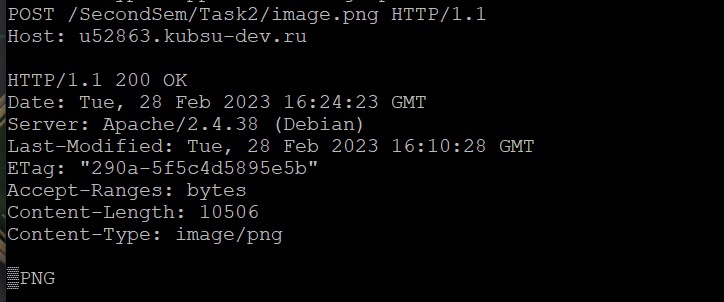 POST /SecondSem/Task2/image.png HTTP/1.1
Host: u52863.kubsu-dev.ru
HTTP/1.1 200 OK
Date: Tue, 28 Feb 2023 16:24:23 GMT
Server: Apache/2.4.38 (Debian)
Last-Modified: Tue, 28 Feb 2023 16:10:28 GMT
ETag: "290a-5f5c4d5895e5b"
Accept-Ranges: bytes
Content-Length: 10506
Content-Type: image/png
▒PNG